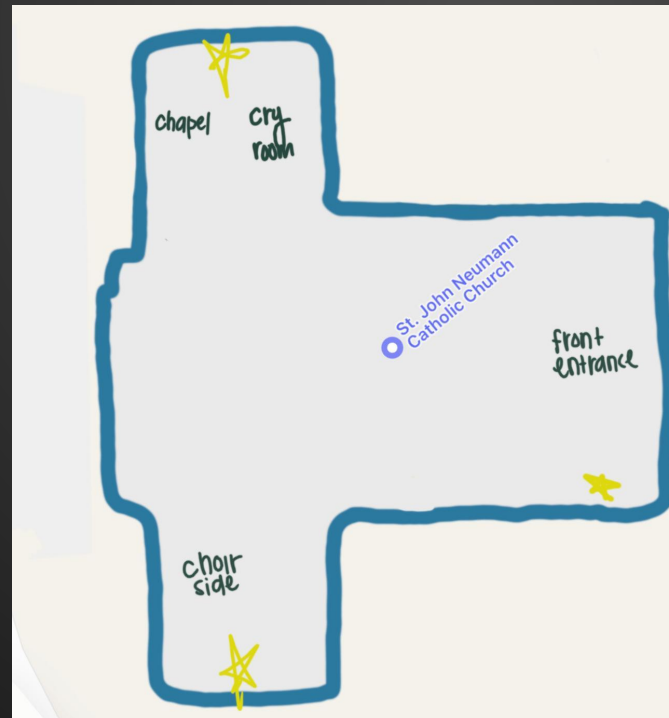 chapel
cry
room
St. John Neumann
Catholic Church
front
entrance
choir
side